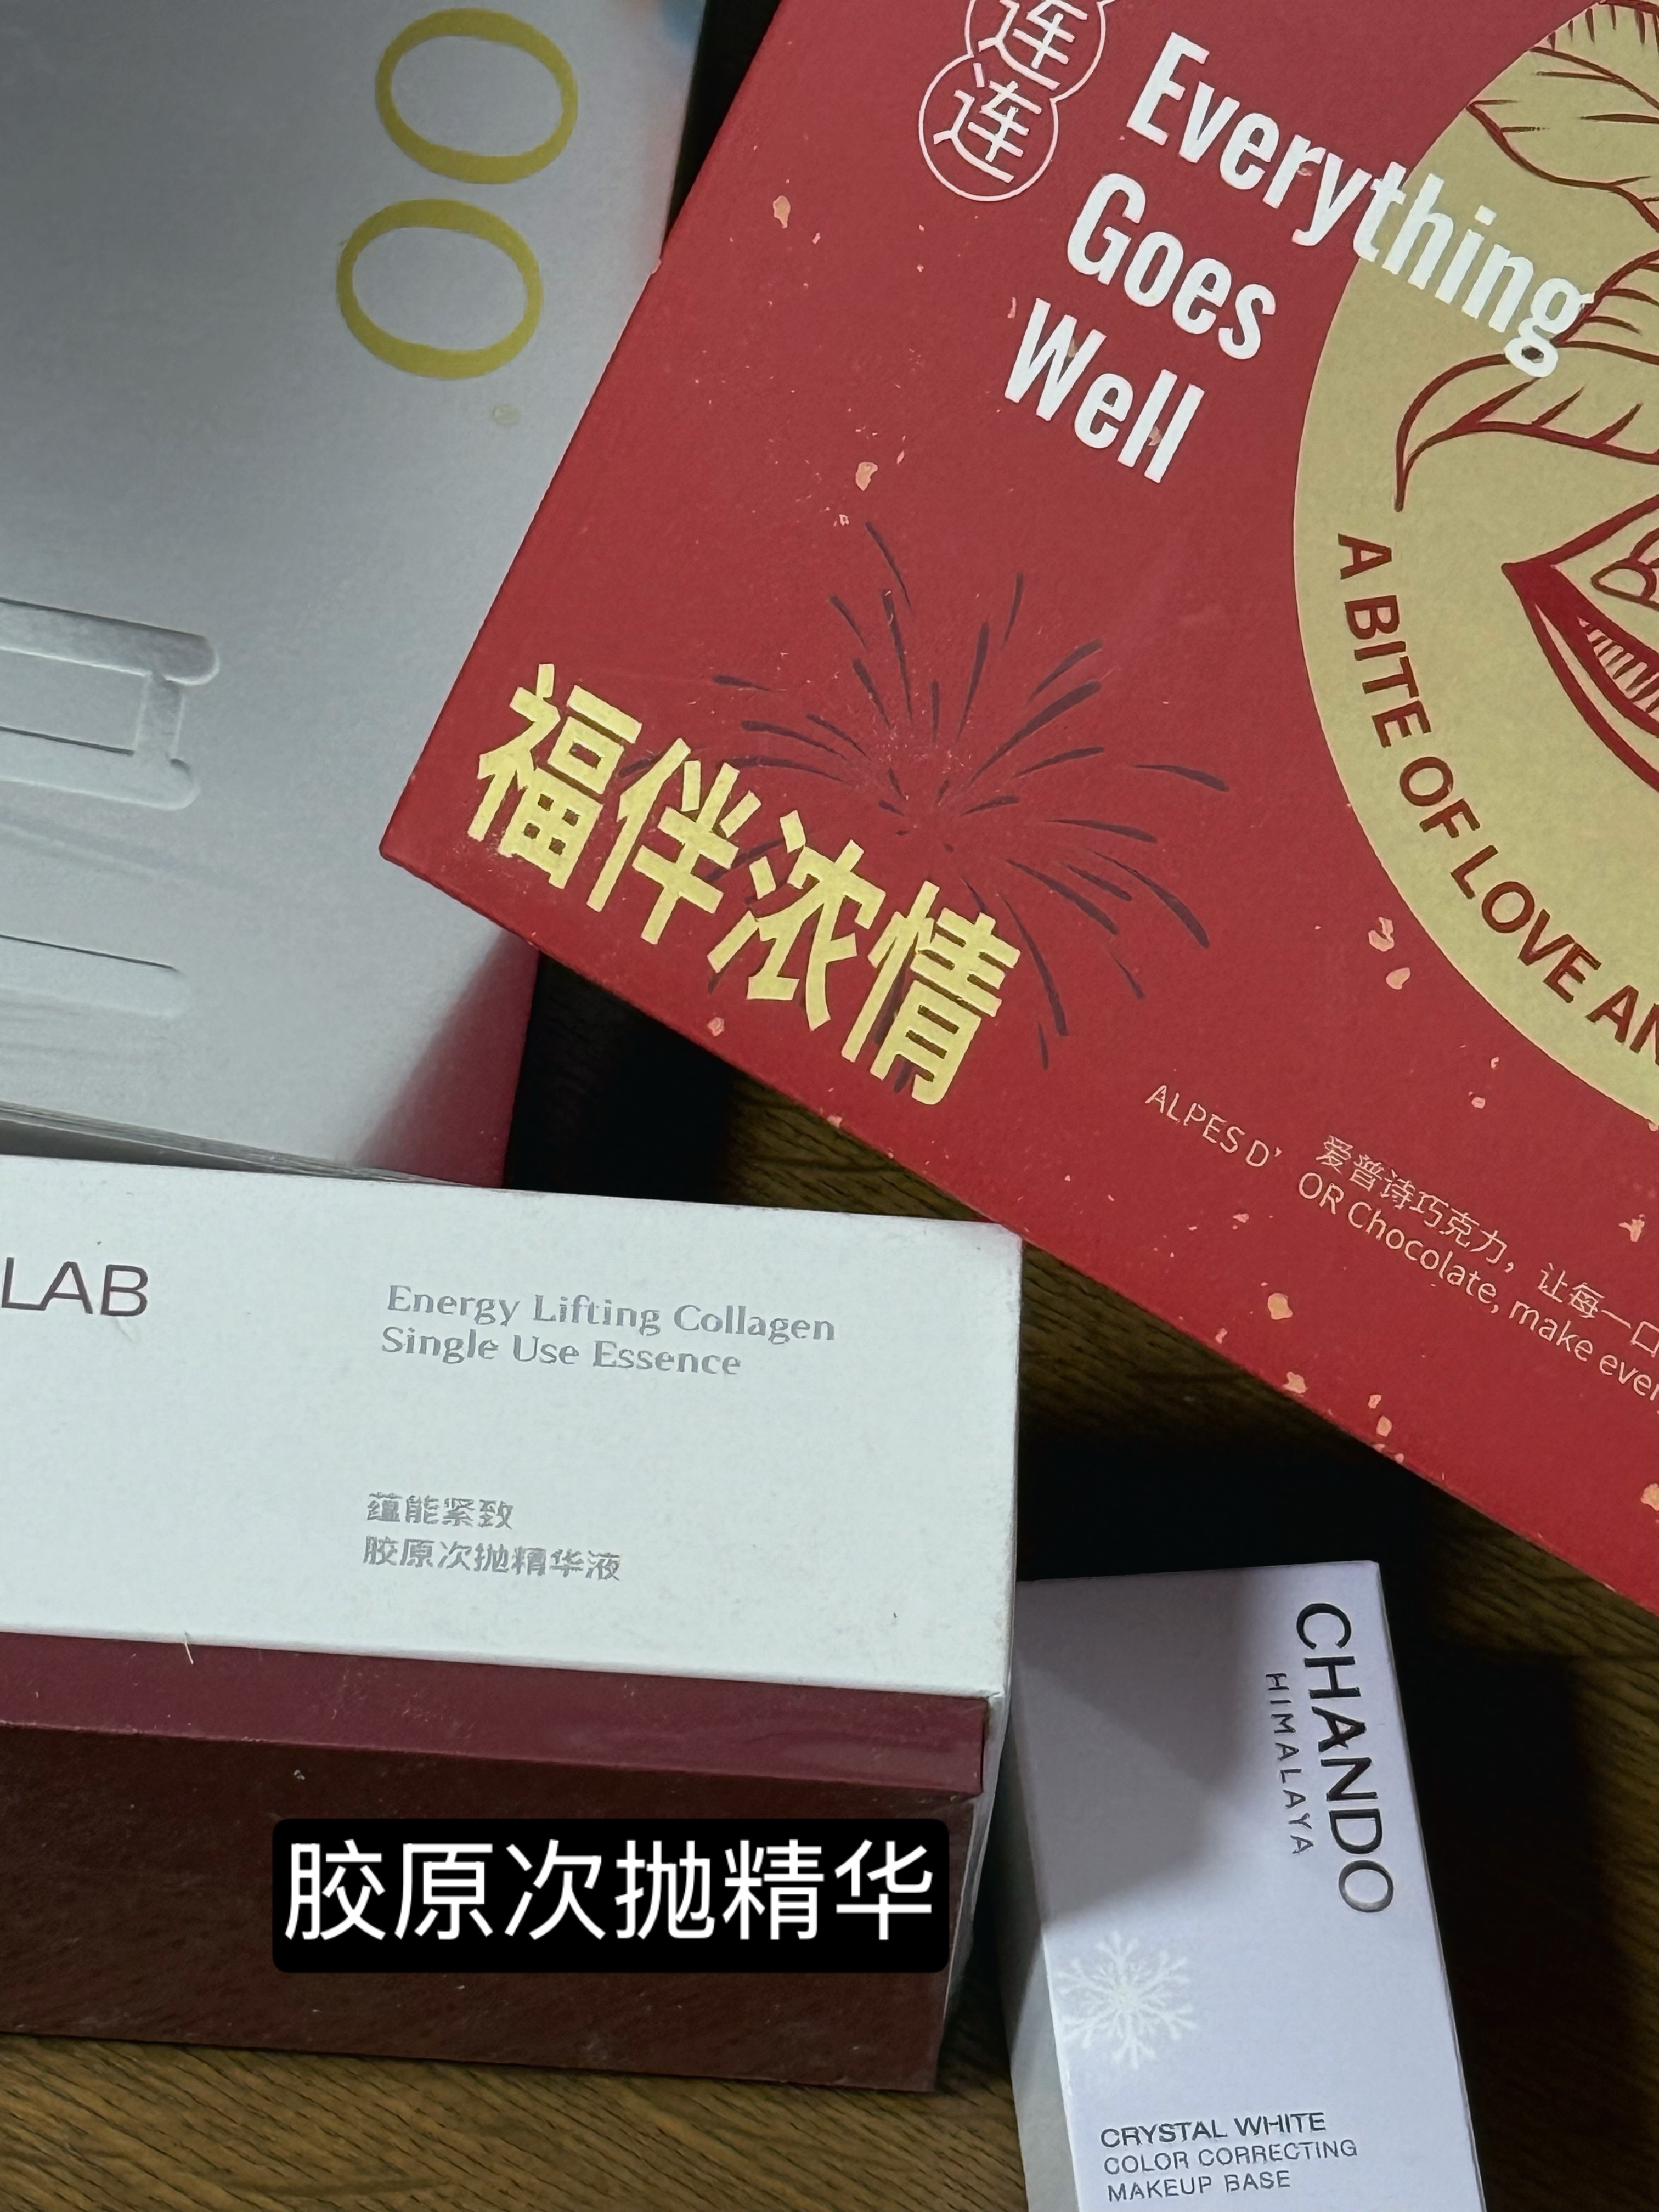 OO
连
连
Everything
Goes
Well
A BITE OF LOVE AN
福伴浓情
爱普诗巧克力，让每一口
ALPES D' OR Chocolate, make ever
LAB
Energy Lifting Collagen
Single Use Essence
蕴能紧致
胶原次抛精华液
胶原次抛精华
CHANDO
HIMALAYA
CRYSTAL WHITE
COLOR CORRECTING
MAKEUP BASE